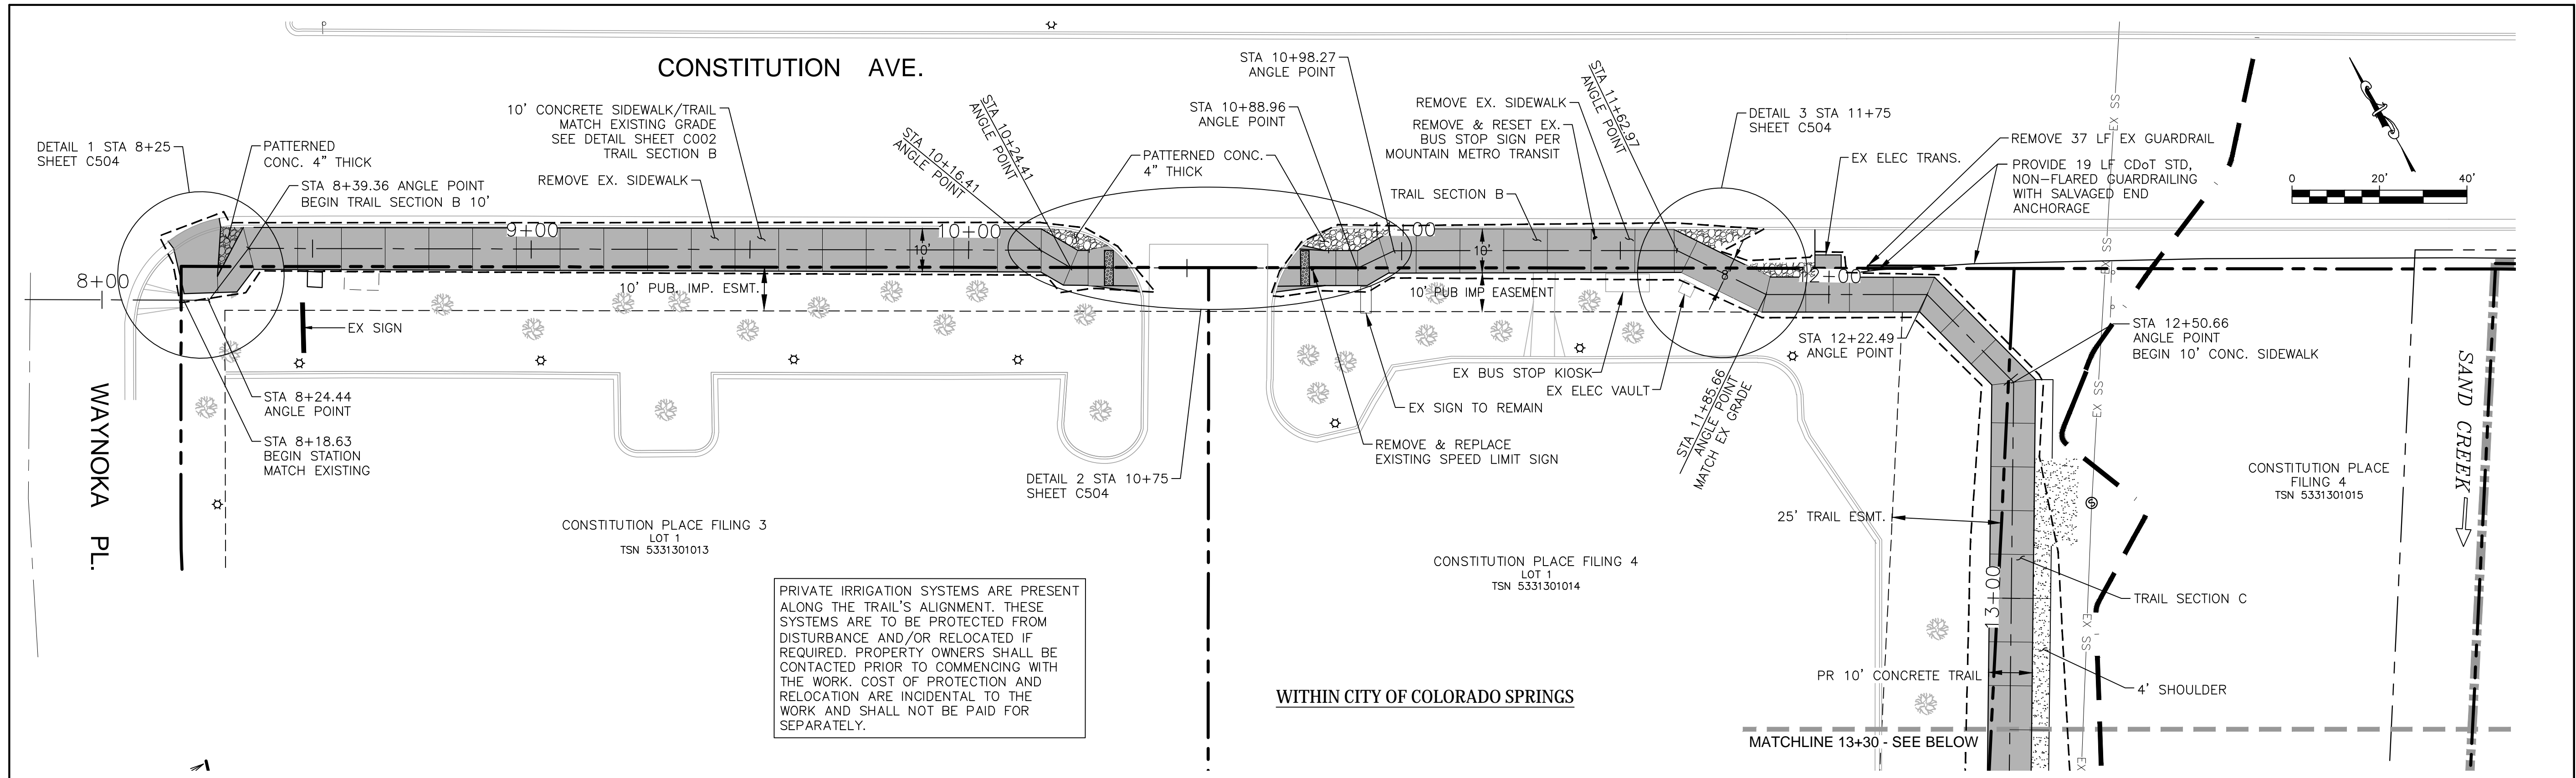 CONSTITUTION AVE.
DETAIL 1 STA 8+25
SHEET C504
PATTERNED
CONC. 4" THICK
STA 8+39.36 ANGLE POINT
BEGIN TRAIL SECTION B 10'
10' CONCRETE SIDEWALK/TRAIL
MATCH EXISTING GRADE
SEE DETAIL SHEET C002
TRAIL SECTION B
REMOVE EX. SIDEWALK
STA 10+16.41
ANGLE POINT
STA 10+24.41
ANGLE POINT
PATTERNED CONC.
4" THICK
STA 10+88.96
ANGLE POINT
STA 10+98.27
ANGLE POINT
REMOVE EX. SIDEWALK
REMOVE & RESET EX.
BUS STOP SIGN PER
MOUNTAIN METRO TRANSIT
TRAIL SECTION B
STA 11+62.97
ANGLE POINT
DETAIL 3 STA 11+75
SHEET C504
EX ELEC TRANS.
REMOVE 37 LF EX GUARDRAIL
PROVIDE 19 LF CDoT STD,
NON-FLARED GUARDRAILING
WITH SALVAGED END
ANCHORAGE
0 20' 40'
EX SS
EX SS
EX SS
8+00
9+00
10+00
10'
+00
10'
8'
12+00
10' PUB. IMP. ESMT.
10' PUB IMP EASEMENT
EX SIGN
STA 8+24.44
ANGLE POINT
STA 8+18.63
BEGIN STATION
MATCH EXISTING
WAYNOKA PL.
DETAIL 2 STA 10+75
SHEET C504
EX BUS STOP KIOSK
EX ELEC VAULT
EX SIGN TO REMAIN
REMOVE & REPLACE
EXISTING SPEED LIMIT SIGN
STA 11+85.66
ANGLE POINT
MATCH EX GRADE
STA 12+22.49
ANGLE POINT
STA 12+50.66
ANGLE POINT
BEGIN 10' CONC. SIDEWALK
EX SS
SAND CREEK
CONSTITUTION PLACE
FILING 4
TSN 5331301015
S
CONSTITUTION PLACE FILING 3
LOT 1
TSN 5331301013
CONSTITUTION PLACE FILING 4
LOT 1
TSN 5331301014
25' TRAIL ESMT.
13+00
TRAIL SECTION C
EX SS
PR 10' CONCRETE TRAIL
4' SHOULDER
PRIVATE IRRIGATION SYSTEMS ARE PRESENT
ALONG THE TRAIL'S ALIGNMENT. THESE
SYSTEMS ARE TO BE PROTECTED FROM
DISTURBANCE AND/OR RELOCATED IF
REQUIRED. PROPERTY OWNERS SHALL BE
CONTACTED PRIOR TO COMMENCING WITH
THE WORK. COST OF PROTECTION AND
RELOCATION ARE INCIDENTAL TO THE
WORK AND SHALL NOT BE PAID FOR
SEPARATELY.
WITHIN CITY OF COLORADO SPRINGS
MATCHLINE 13+30 - SEE BELOW
EX